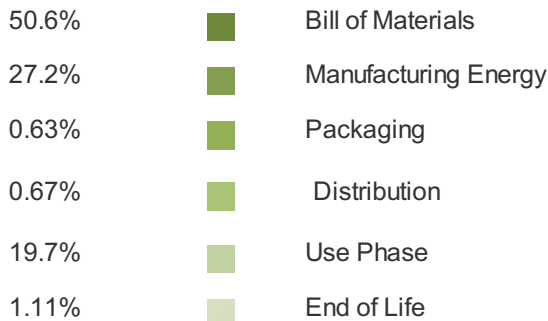 50.6% Bill of Materials
27.2% Manufacturing Energy
0.63% Packaging
0.67% Distribution
19.7% Use Phase
1.11% End of Life